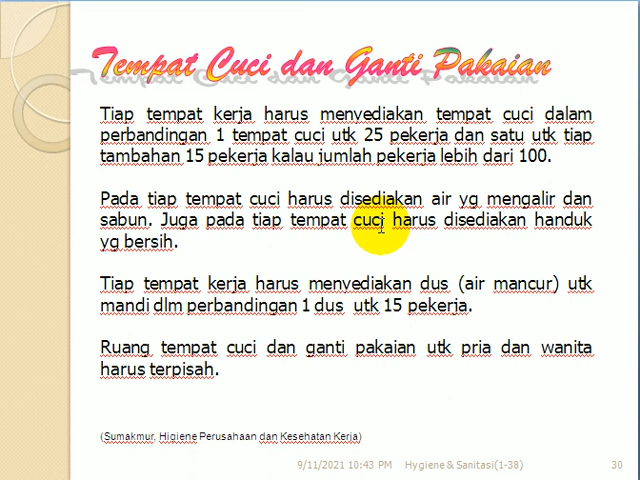 Tempat Cuci dan Ganti Pakaian
Tiap tempat kerja harus menyediakan tempat cuci dalam
perbandingan 1 tempat cuci utk 25 pekerja dan satu utk tiap
tambahan 15 pekerja kalau jumlah pekerja lebih dari 100.
Pada tiap tempat cuci harus disediakan air yg mengalir dan
sabun. Juga pada tiap tempat cuci harus disediakan handuk
yg bersih.
Tiap tempat kerja harus menyediakan dus (air mancur) utk
mandi dlm perbandingan 1 dus utk 15 pekerja.
Ruang tempat cuci dan ganti pakaian utk pria dan wanita
harus terpisah.
(Sumakmur, Higiene Perusahaan dan Kesehatan Kerja)
9/11/2021 10:43 PM Hygiene & Sanitasi(1-38) 30